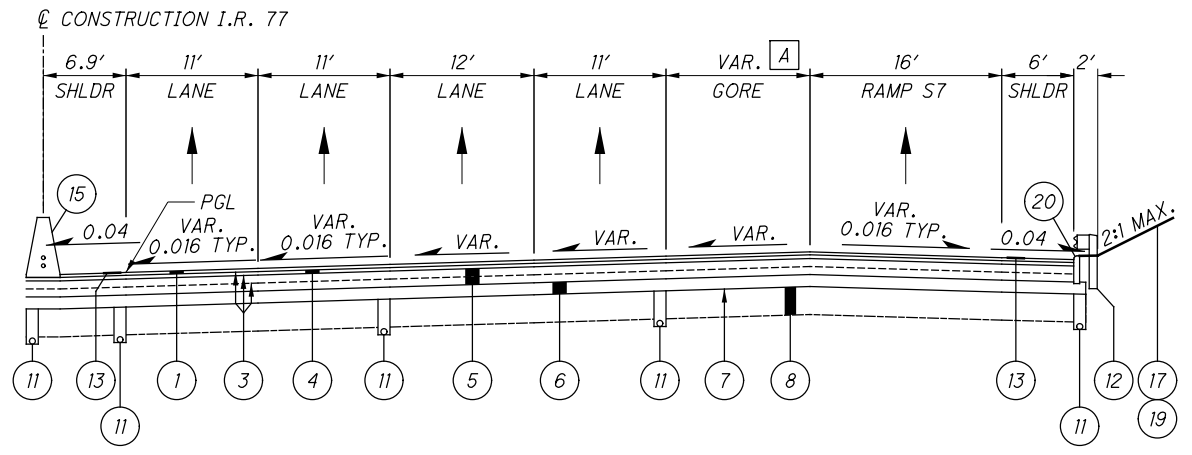 ℄ CONSTRUCTION I.R. 77
6.9' 11' 11' 12' 11' VAR. A 16' 6' 2'
SHLDR LANE LANE LANE LANE GORE RAMP S7 SHLDR
15 PGL 20
0.04 VAR. 0.016 TYP. VAR. 0.016 TYP. VAR. VAR. VAR. VAR. 0.016 TYP. 0.04 2:1 MAX.
11 13 1 3 4 11 5 6 11 7 8 13 12 17
11 11 19